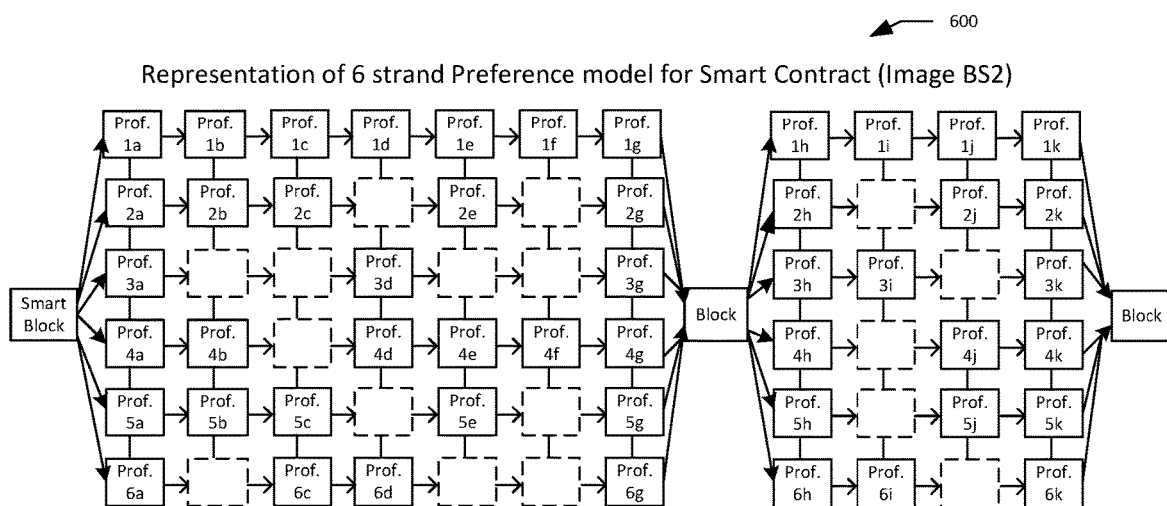 600
Representation of 6 strand Preference model for Smart Contract (Image BS2)
Prof. Prof. Prof. Prof. Prof. Prof. Prof. Prof. Prof. Prof. Prof.
1a 1b 1c 1d 1e 1f 1g 1h 1i 1j 1k
Prof. Prof. Prof. Prof. Prof. Prof. Prof. Prof.
2a 2b 2c 2e 2g 2h 2j 2k
Prof. Prof. Prof. Prof. Prof. Prof.
3a 3d 3g 3h 3i 3k
Smart Block Block
Block
Prof. Prof. Prof. Prof. Prof. Prof. Prof. Prof. Prof.
4a 4b 4d 4e 4f 4g 4h 4j 4k
Prof. Prof. Prof. Prof. Prof. Prof. Prof. Prof.
5a 5b 5c 5e 5g 5h 5j 5k
Prof. Prof. Prof. Prof. Prof. Prof. Prof.
6a 6c 6d 6g 6h 6i 6k